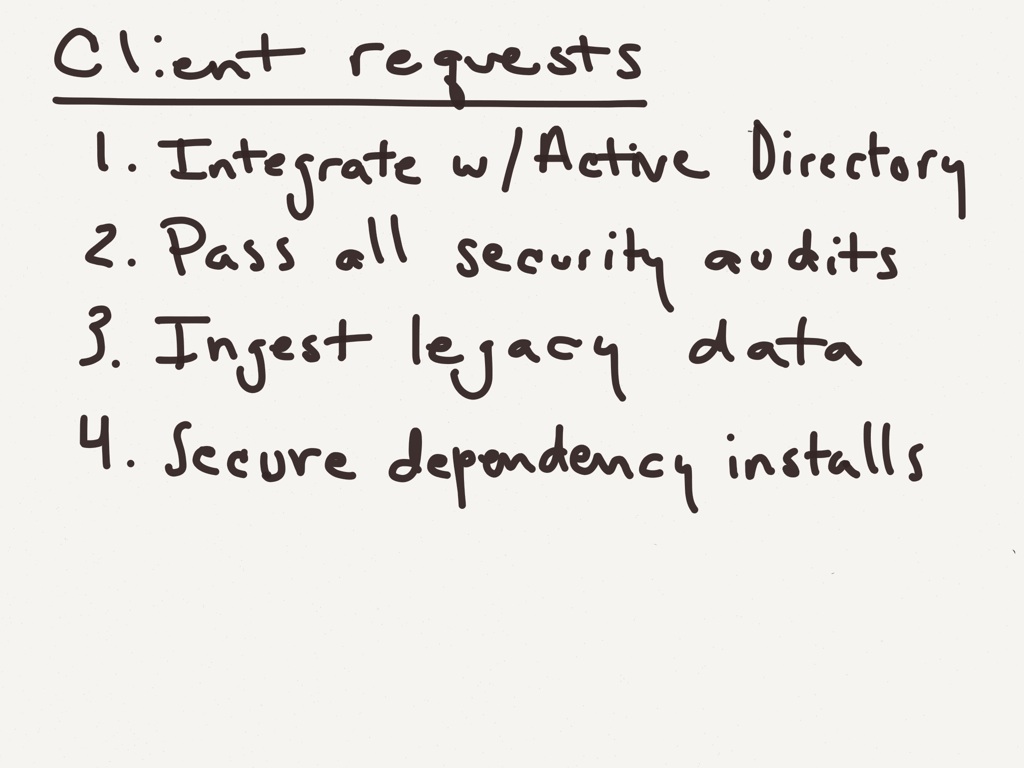 Client requests
1. Integrate w/Active Directory
2. Pass all security audits
3. Ingest legacy data
4. Secure dependency installs